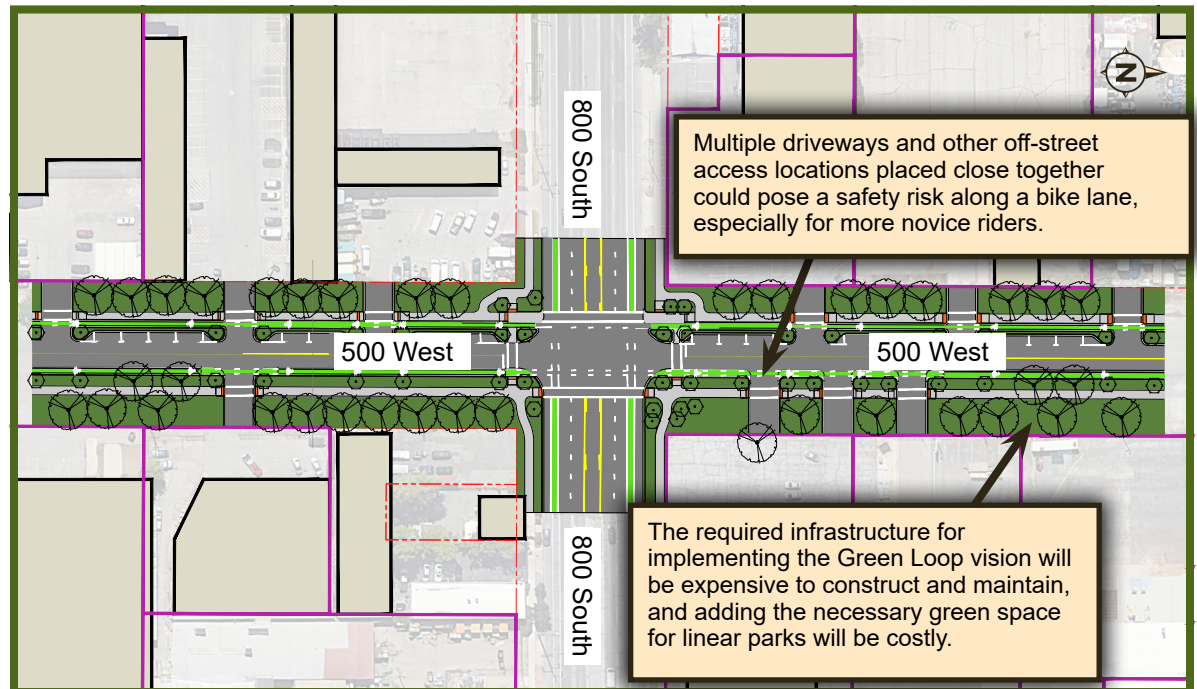 N
800 South
Multiple driveways and other off-street
access locations placed close together
could pose a safety risk along a bike lane,
especially for more novice riders.
500 West
500 West
The required infrastructure for
implementing the Green Loop vision will
be expensive to construct and maintain,
and adding the necessary green space
for linear parks will be costly.
800 South